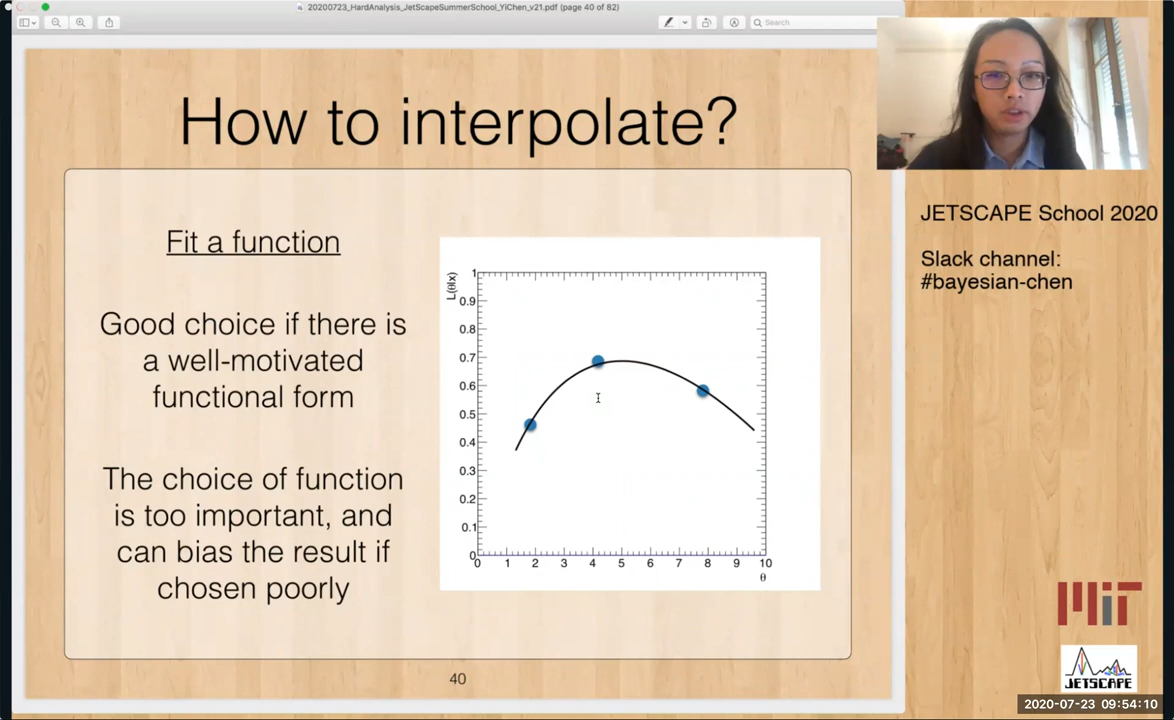 20200723_HardAnalysis_JetScapeSummerSchool_YiChen_v21.pdf (page 40 of 82)
Search
How to interpolate?
Fit a function
Good choice if there is
a well-motivated
functional form
The choice of function
is too important, and
can bias the result if
chosen poorly
L(θ|x)
1
0.9
0.8
0.7
0.6
0.5
0.4
0.3
0.2
0.1
0
0 1 2 3 4 5 6 7 8 9 10
θ
40
JETSCAPE School 2020
Slack channel:
#bayesian-chen
MIT
JETSCAPE
2020-07-23 09:54:10